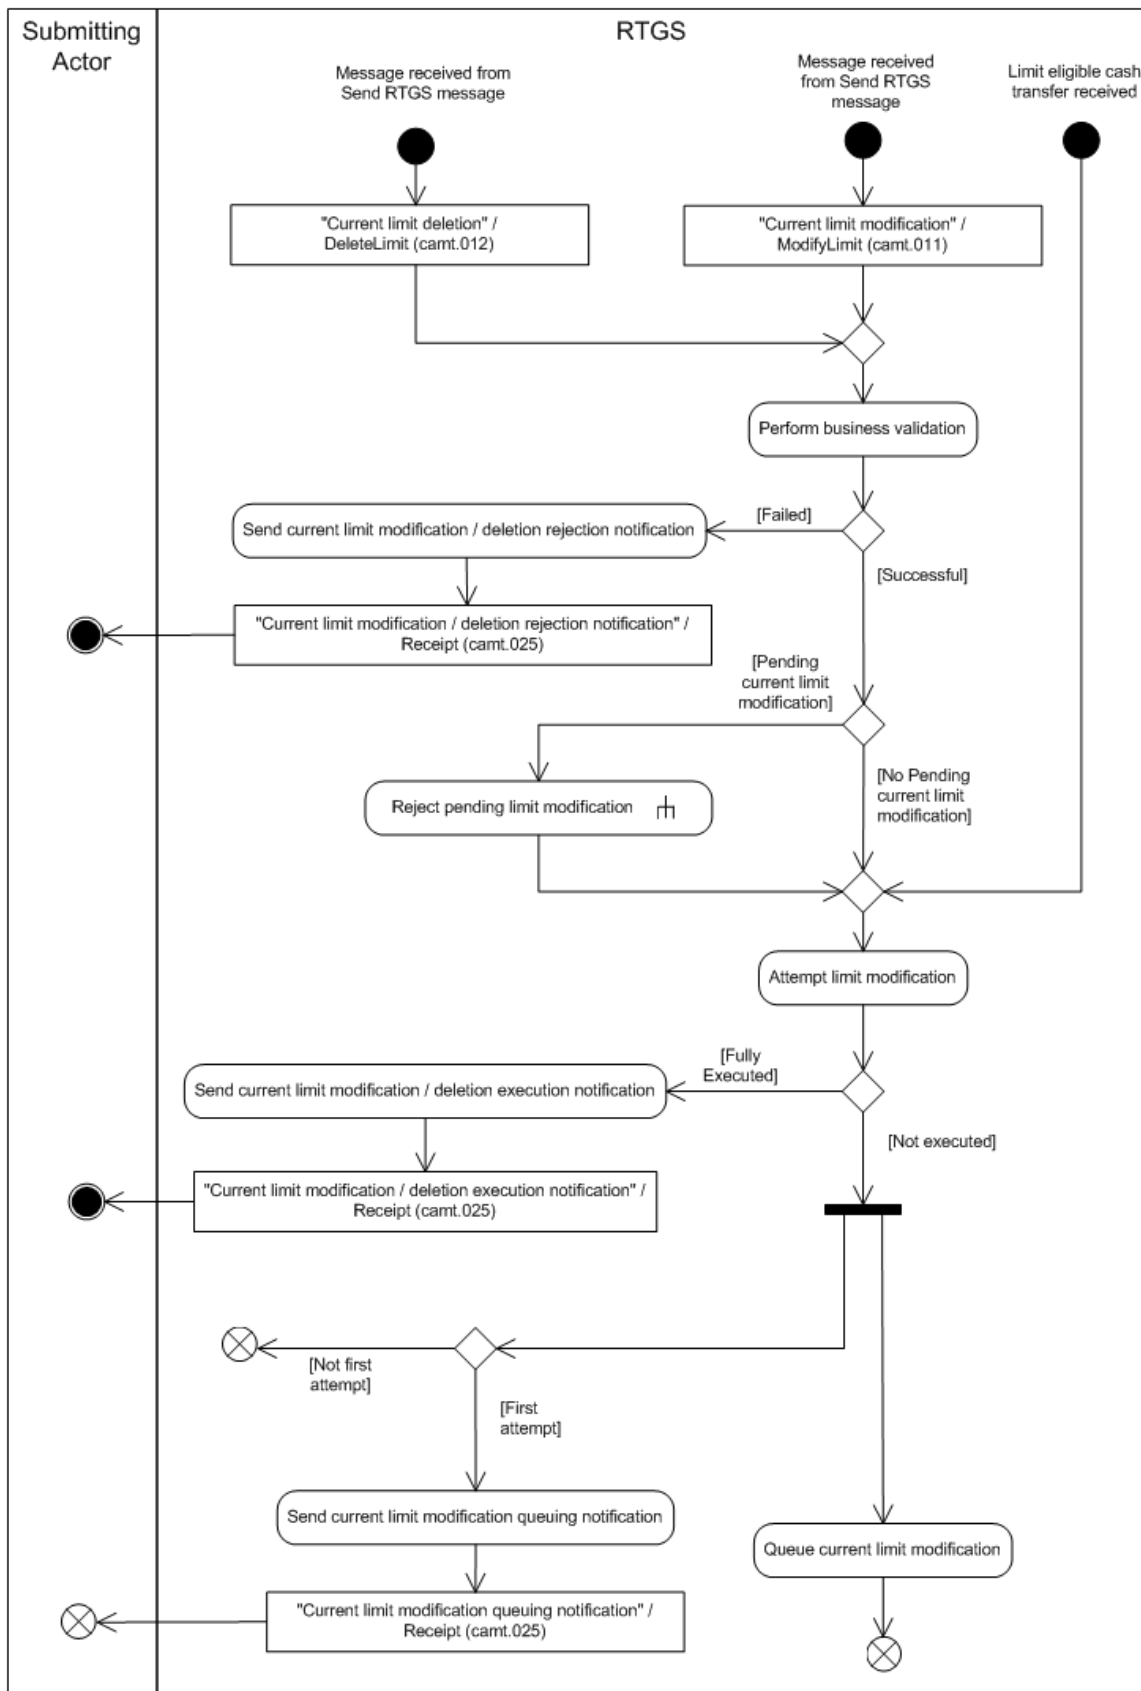 Submitting
Actor
RTGS
Message received from
Send RTGS message
Message received
from Send RTGS
message
Limit eligible cash
transfer received
"Current limit deletion" /
DeleteLimit (camt.012)
"Current limit modification" /
ModifyLimit (camt.011)
Perform business validation
[Failed]
Send current limit modification / deletion rejection notification
[Successful]
"Current limit modification / deletion rejection notification" /
Receipt (camt.025)
[Pending
current limit
modification]
[No Pending
current limit
modification]
Reject pending limit modification
Attempt limit modification
[Fully
Executed]
Send current limit modification / deletion execution notification
[Not executed]
"Current limit modification / deletion execution notification" /
Receipt (camt.025)
[Not first
attempt]
[First
attempt]
Send current limit modification queuing notification
Queue current limit modification
"Current limit modification queuing notification" /
Receipt (camt.025)